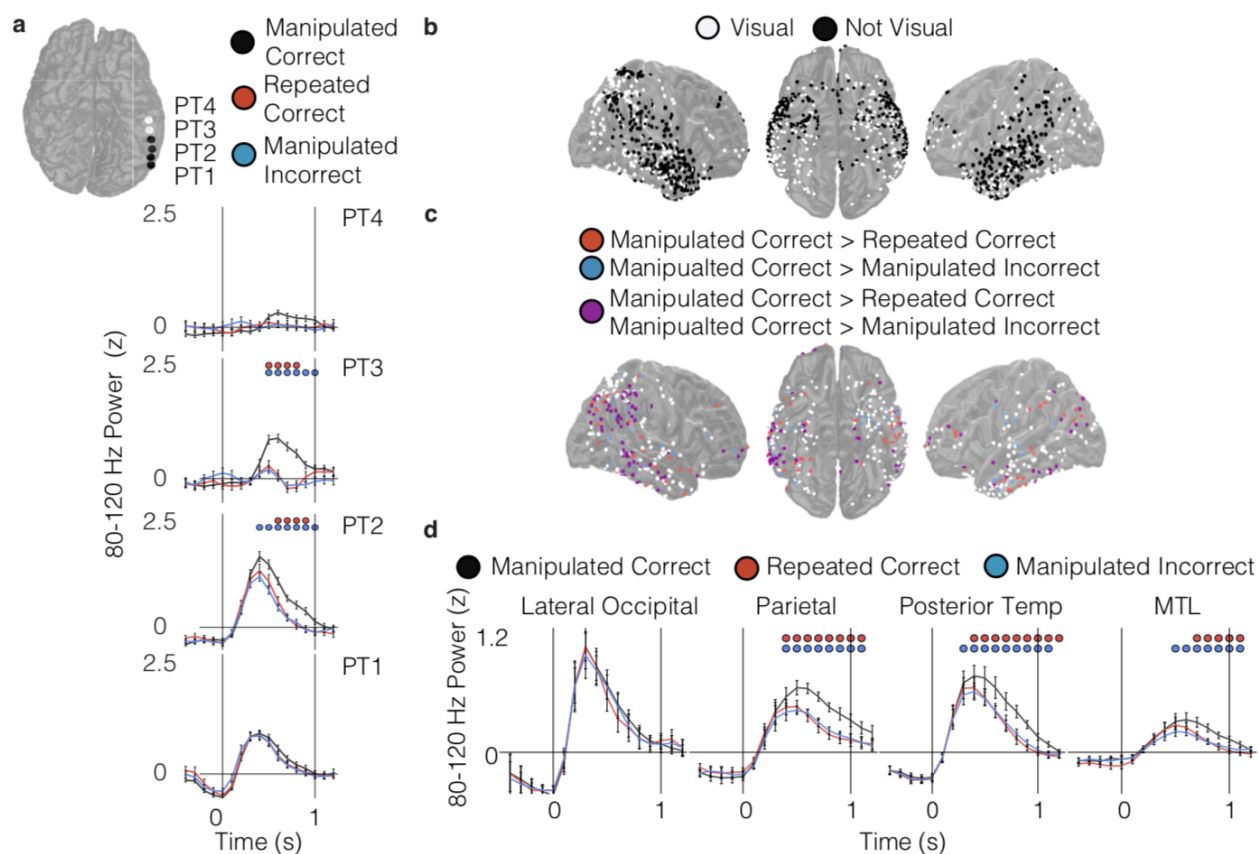 a
Manipulated
Correct
Repeated
Correct
Manipulated
Incorrect
PT4
PT3
PT2
PT1
2.5
PT4
0
2.5
PT3
0
2.5
PT2
0
2.5
PT1
0
80-120 Hz Power (z)
0 1
Time (s)
b
Visual Not Visual
c
Manipulated Correct > Repeated Correct
Manipualted Correct > Manipulated Incorrect
Manipulated Correct > Repeated Correct
Manipualted Correct > Manipulated Incorrect
d
Manipulated Correct Repeated Correct Manipulated Incorrect
Lateral Occipital Parietal Posterior Temp MTL
1.2
0
80-120 Hz Power (z)
0 1 0 1 0 1 0 1
Time (s)